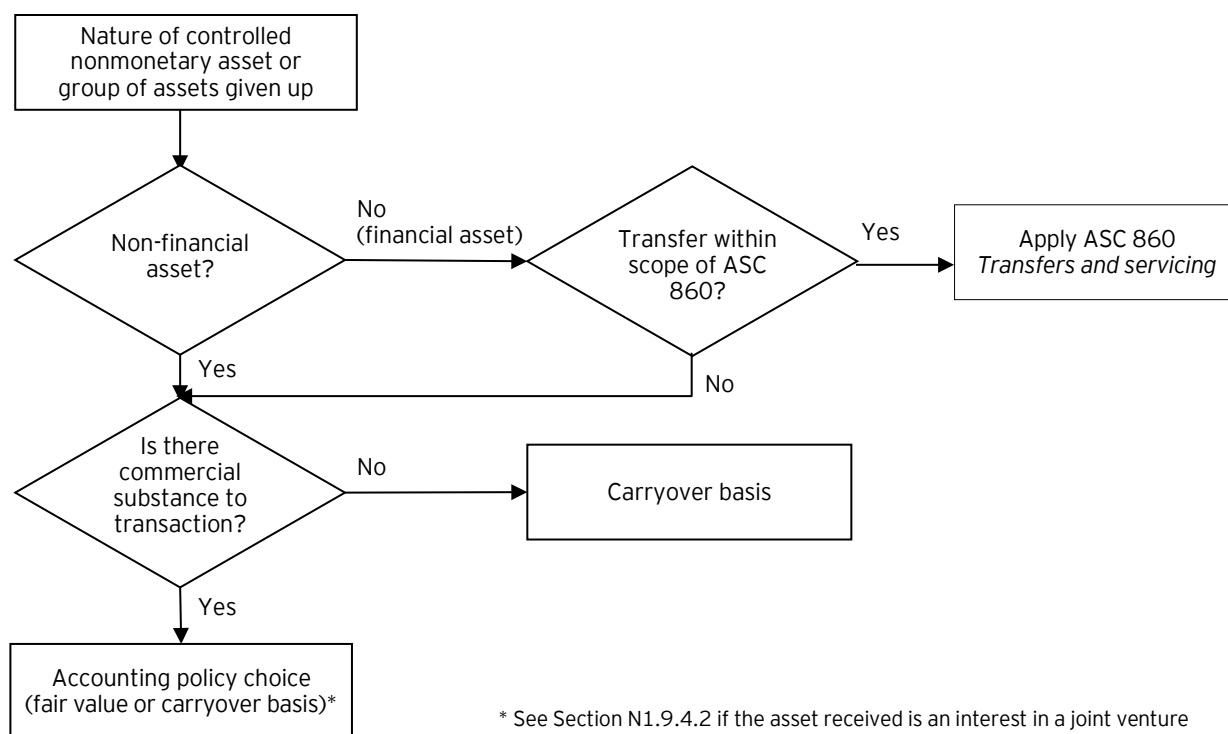 Nature of controlled
nonmonetary asset or
group of assets given up
Non-financial
asset?
No
(financial asset)
Transfer within
scope of ASC
860?
Yes
Apply ASC 860
Transfers and servicing
Yes
No
Is there
commercial
substance to
transaction?
No
Carryover basis
Yes
Accounting policy choice
(fair value or carryover basis)*
* See Section N1.9.4.2 if the asset received is an interest in a joint venture